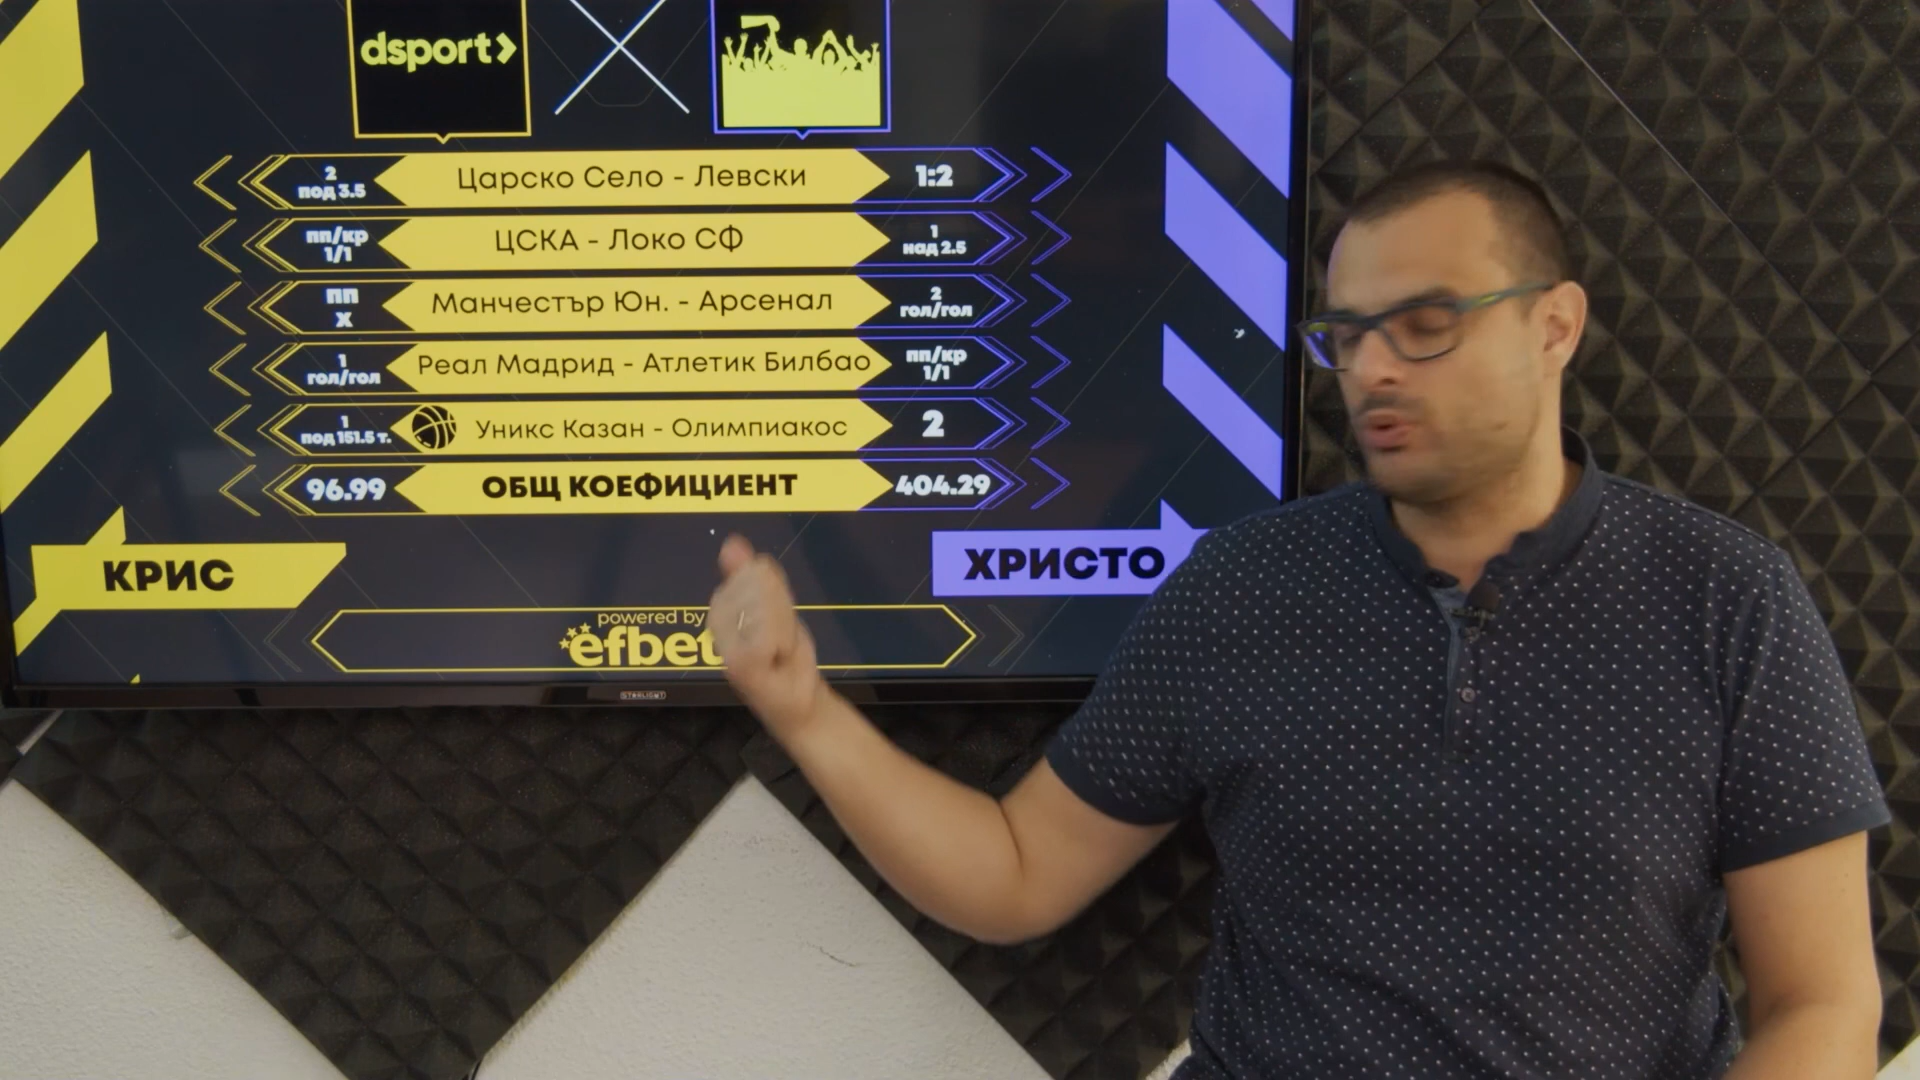 dsport
2
под 3.5
Царско Село - Левски
1:2
пп/кр
1/1
ЦСКА - Локо СФ
1
над 2.5
пп
X
Манчестър Юн. - Арсенал
2
гол/гол
1
гол/гол
Реал Мадрид - Атлетик Билбао
пп/кр
1/1
1
под 151.5 т.
Уникс Казан - Олимпиакос
2
96.99
ОБЩ КОЕФИЦИЕНТ
404.29
КРИС
ХРИСТО
powered by
efbet
STARLIGHT